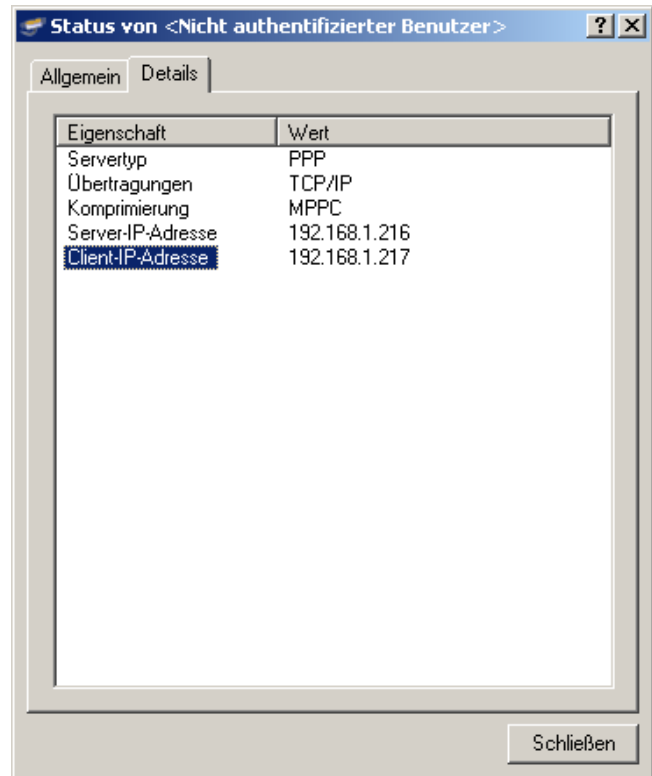 Status von <Nicht authentifizierter Benutzer>
Allgemein Details
Eigenschaft Wert
Servertyp PPP
Übertragungen TCP/IP
Komprimierung MPPC
Server-IP-Adresse 192.168.1.216
Client-IP-Adresse 192.168.1.217
Schließen